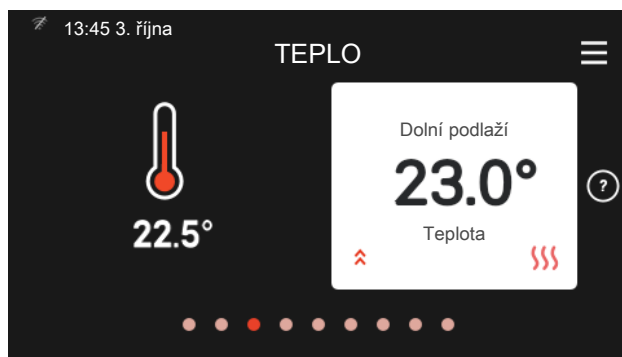 13:45 3. října
TEPLO
Dolní podlaží
23.0°
Teplota
22.5°
?